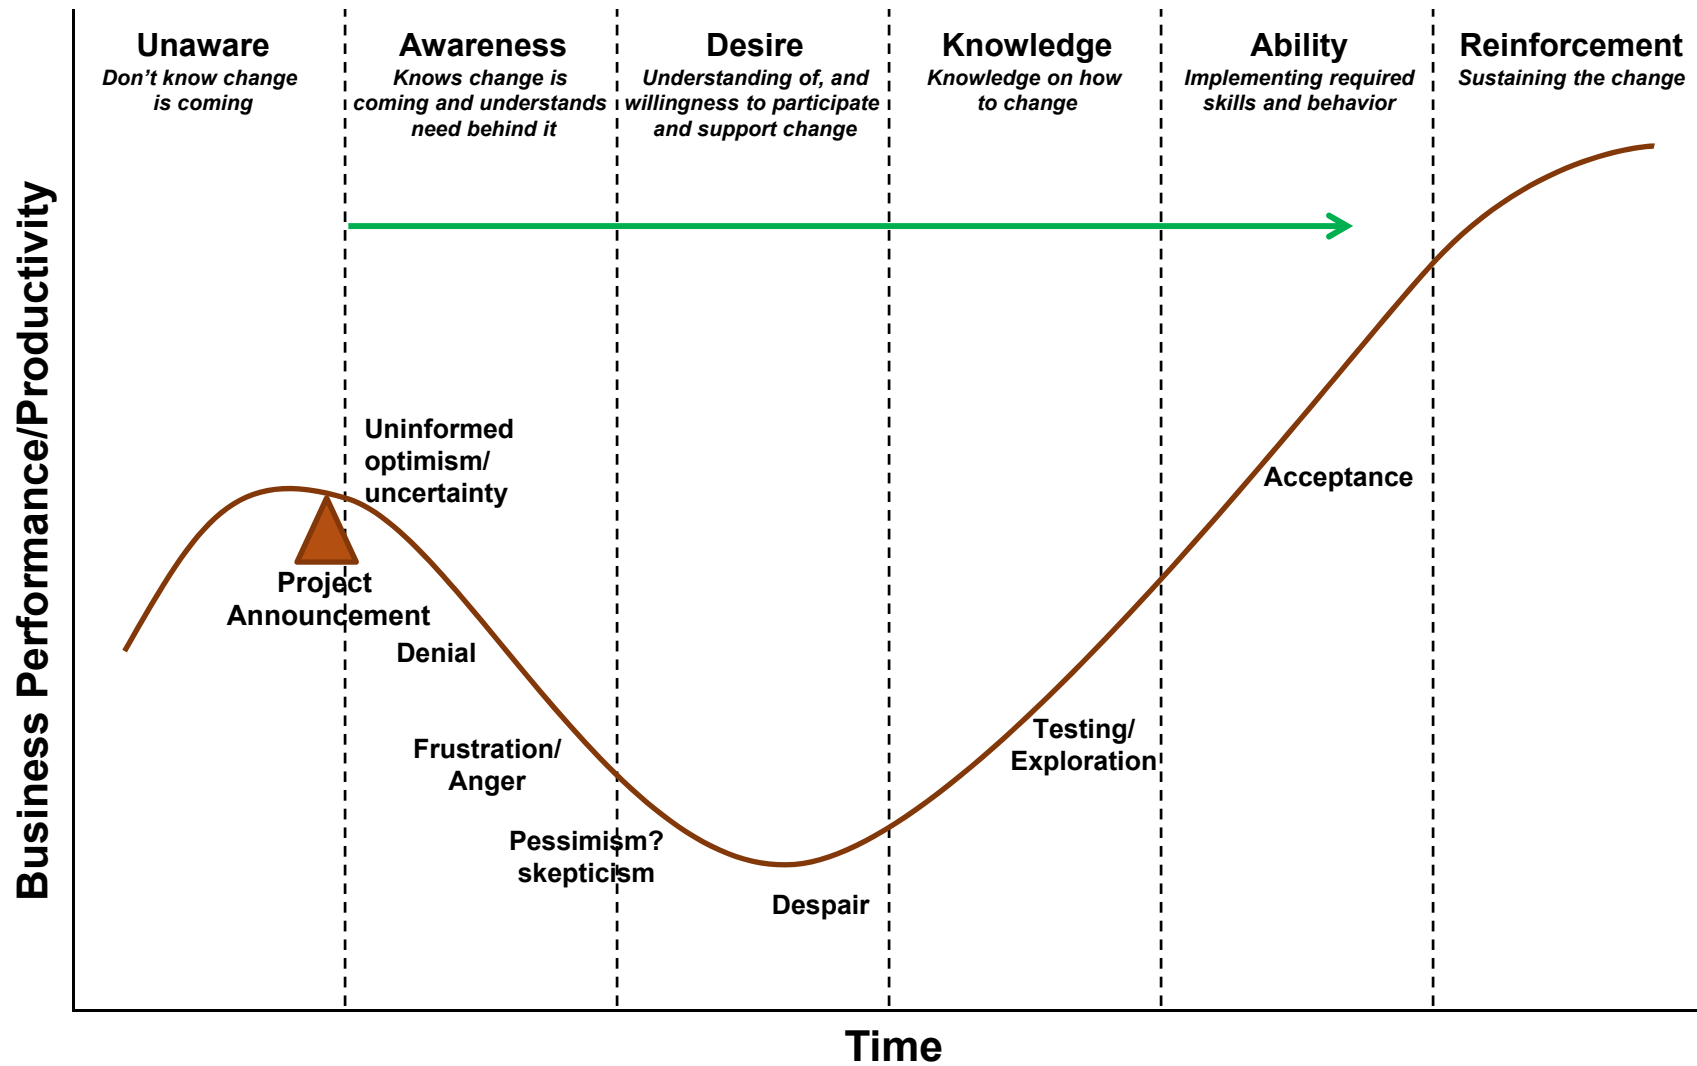 Unaware
Don't know change
is coming
Awareness
Knows change is
coming and understands
need behind it
Desire
Understanding of, and
willingness to participate
and support change
Knowledge
Knowledge on how
to change
Ability
Implementing required
skills and behavior
Reinforcement
Sustaining the change
Business Performance/Productivity
Uninformed
optimism/
uncertainty
Project
Announcement
Denial
Frustration/
Anger
Pessimism?
skepticism
Despair
Testing/
Exploration
Acceptance
Time